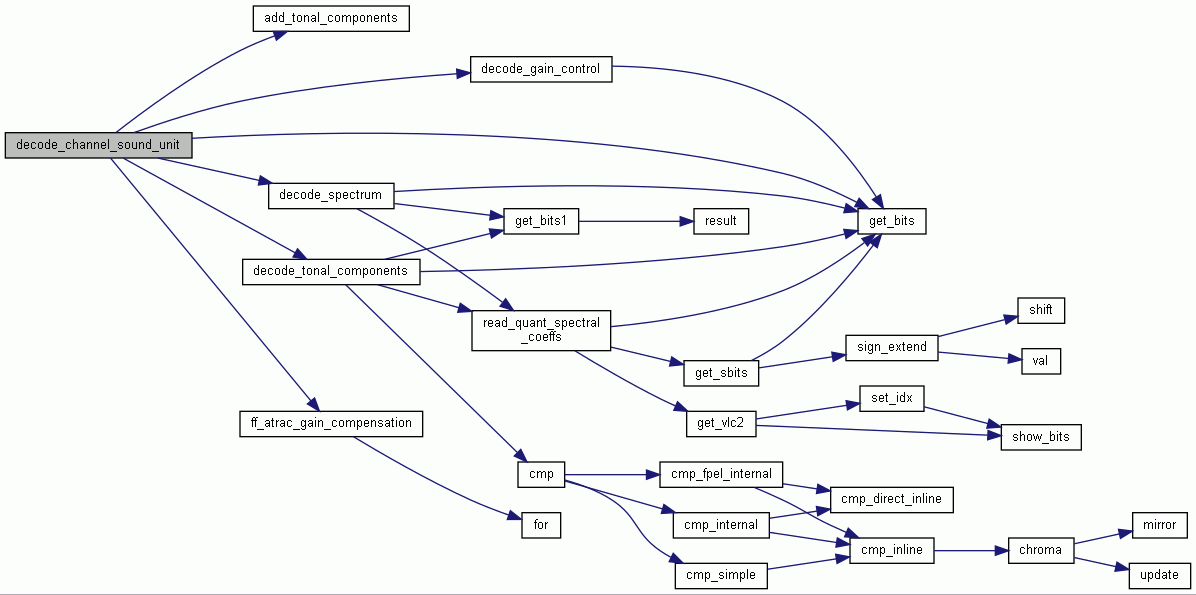 add_tonal_components
decode_gain_control
decode_channel_sound_unit
decode_spectrum
get_bits1
result
get_bits
decode_tonal_components
read_quant_spectral
_coeffs
shift
sign_extend
val
get_sbits
set_idx
ff_atrac_gain_compensation
get_vlc2
show_bits
cmp
cmp_fpel_internal
cmp_direct_inline
for
cmp_internal
mirror
cmp_inline
chroma
cmp_simple
update